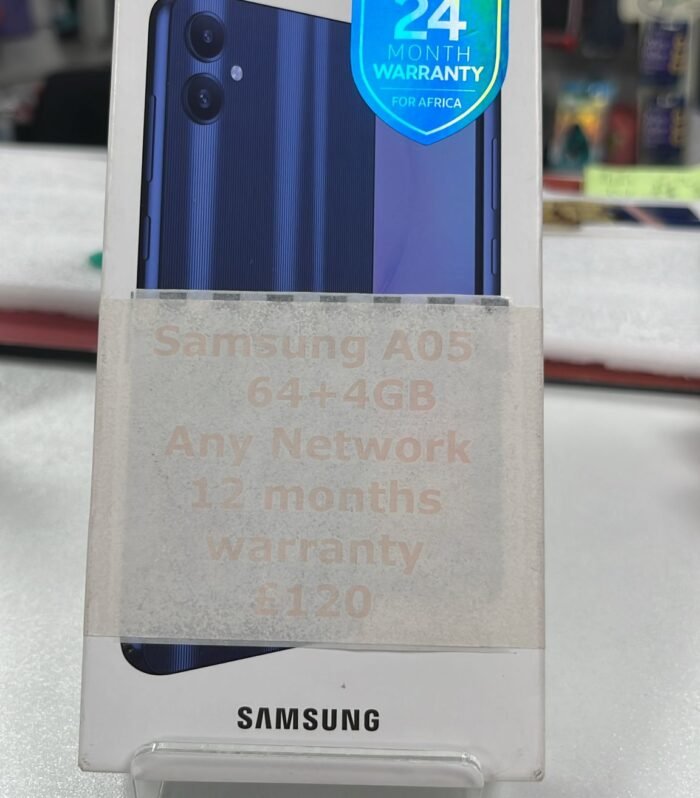 24
MONTH
WARRANTY
FOR AFRICA
Samsung A05
64+4GB
Any Network
12 months
warranty
£120
SAMSUNG